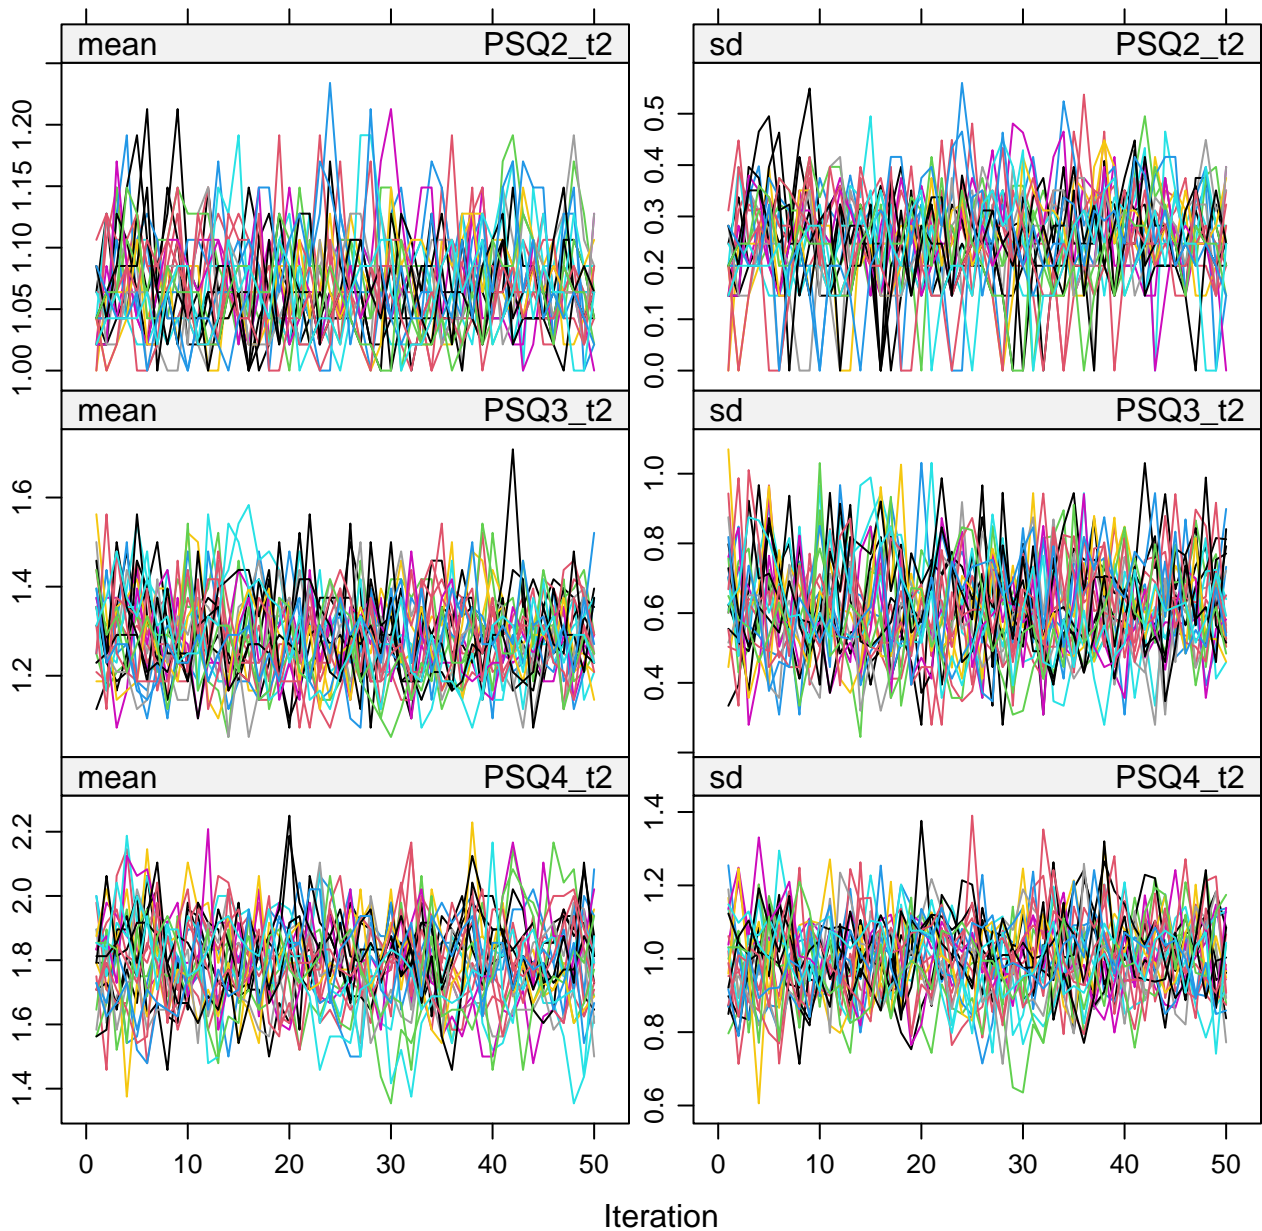 mean PSQ2_t2 sd PSQ2_t2
1.00 1.05 1.10 1.15 1.20
0.0 0.1 0.2 0.3 0.4 0.5
mean PSQ3_t2 sd PSQ3_t2
1.2 1.4 1.6
0.4 0.6 0.8 1.0
mean PSQ4_t2 sd PSQ4_t2
1.4 1.6 1.8 2.0 2.2
0.6 0.8 1.0 1.2 1.4
0 10 20 30 40 50 0 10 20 30 40 50
Iteration